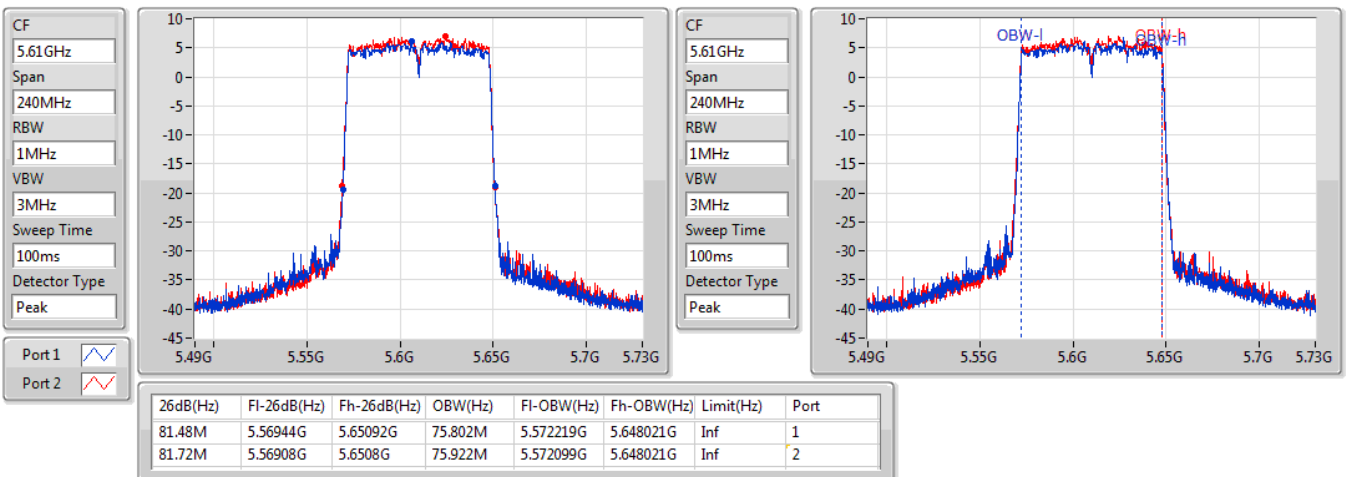 CF
5.61GHz
Span
240MHz
RBW
1MHz
VBW
3MHz
Sweep Time
100ms
Detector Type
Peak
Port 1
Port 2
10
5
0
-5
-10
-15
-20
-25
-30
-35
-40
-45
5.49G 5.55G 5.6G 5.65G 5.7G 5.73G
CF
5.61GHz
Span
240MHz
RBW
1MHz
VBW
3MHz
Sweep Time
100ms
Detector Type
Peak
10
5
0
-5
-10
-15
-20
-25
-30
-35
-40
-45
OBW-l OBW-h
OBW-h
5.49G 5.55G 5.6G 5.65G 5.7G 5.73G
26dB(Hz) Fl-26dB(Hz) Fh-26dB(Hz) OBW(Hz) Fl-OBW(Hz) Fh-OBW(Hz) Limit(Hz) Port
81.48M 5.56944G 5.65092G 75.802M 5.572219G 5.648021G Inf 1
81.72M 5.56908G 5.6508G 75.922M 5.572099G 5.648021G Inf 2